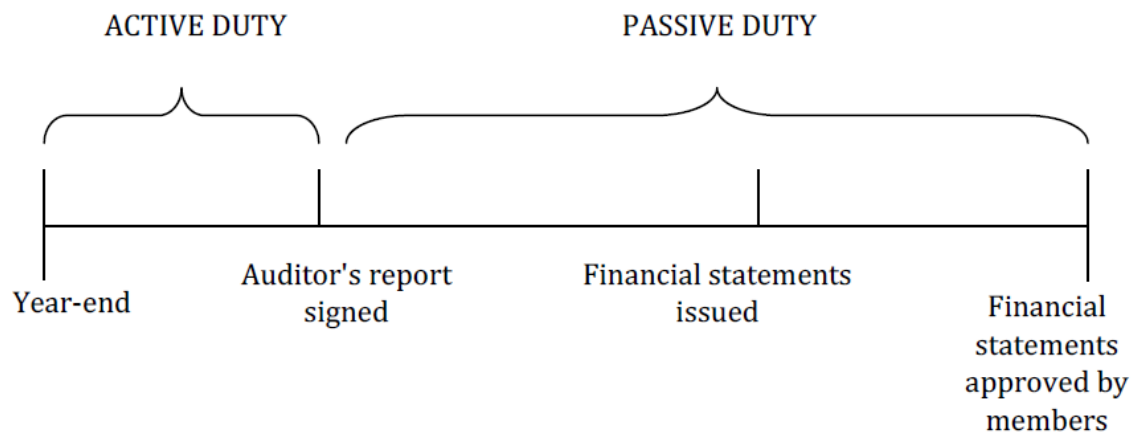 ACTIVE DUTY
PASSIVE DUTY
Year-end
Auditor's report
signed
Financial statements
issued
Financial
statements
approved by
members